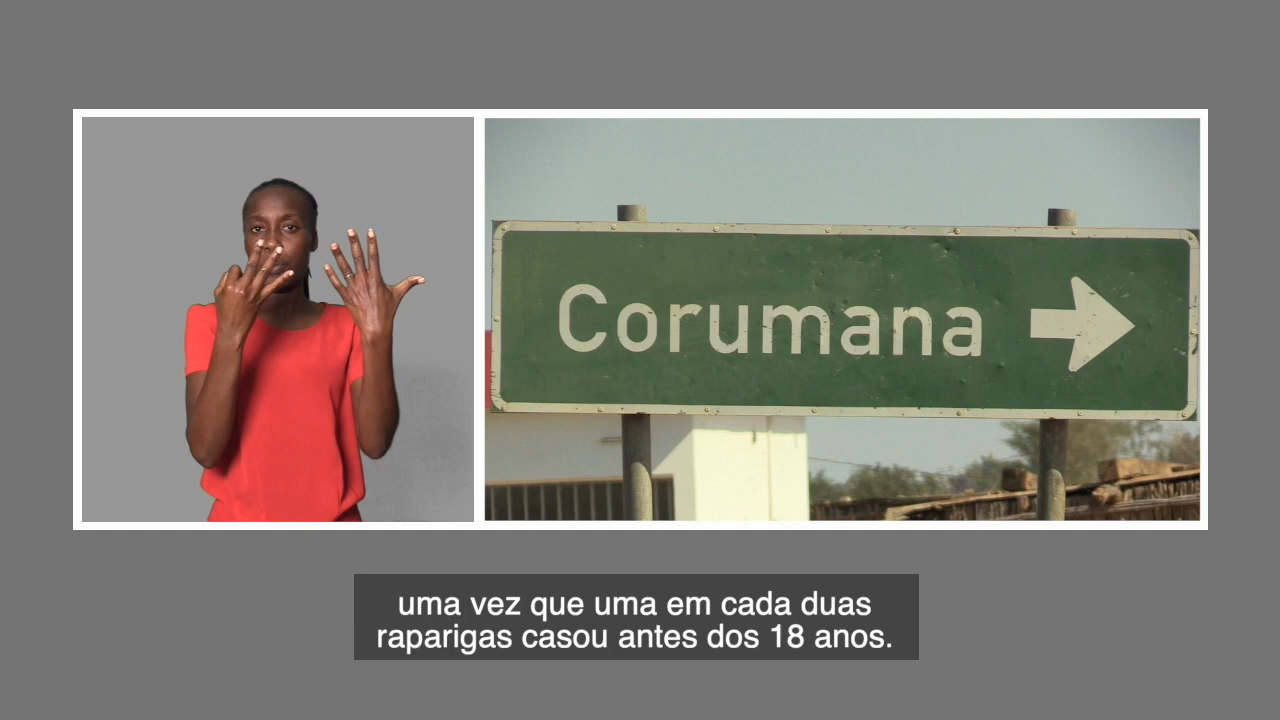 Corumana
uma vez que uma em cada duas
raparigas casou antes dos 18 anos.